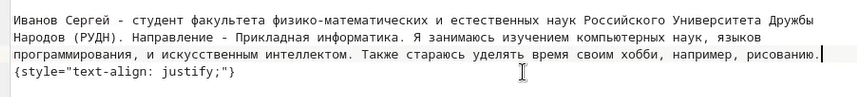 Иванов Сергей - студент факультета физико-математических и естественных наук Российского Университета Дружбы
Народов (РУДН). Направление - Прикладная информатика. Я занимаюсь изучением компьютерных наук, языков
программирования, и искусственным интеллектом. Также стараюсь уделять время своим хобби, например, рисованию.
{style="text-align: justify;"}